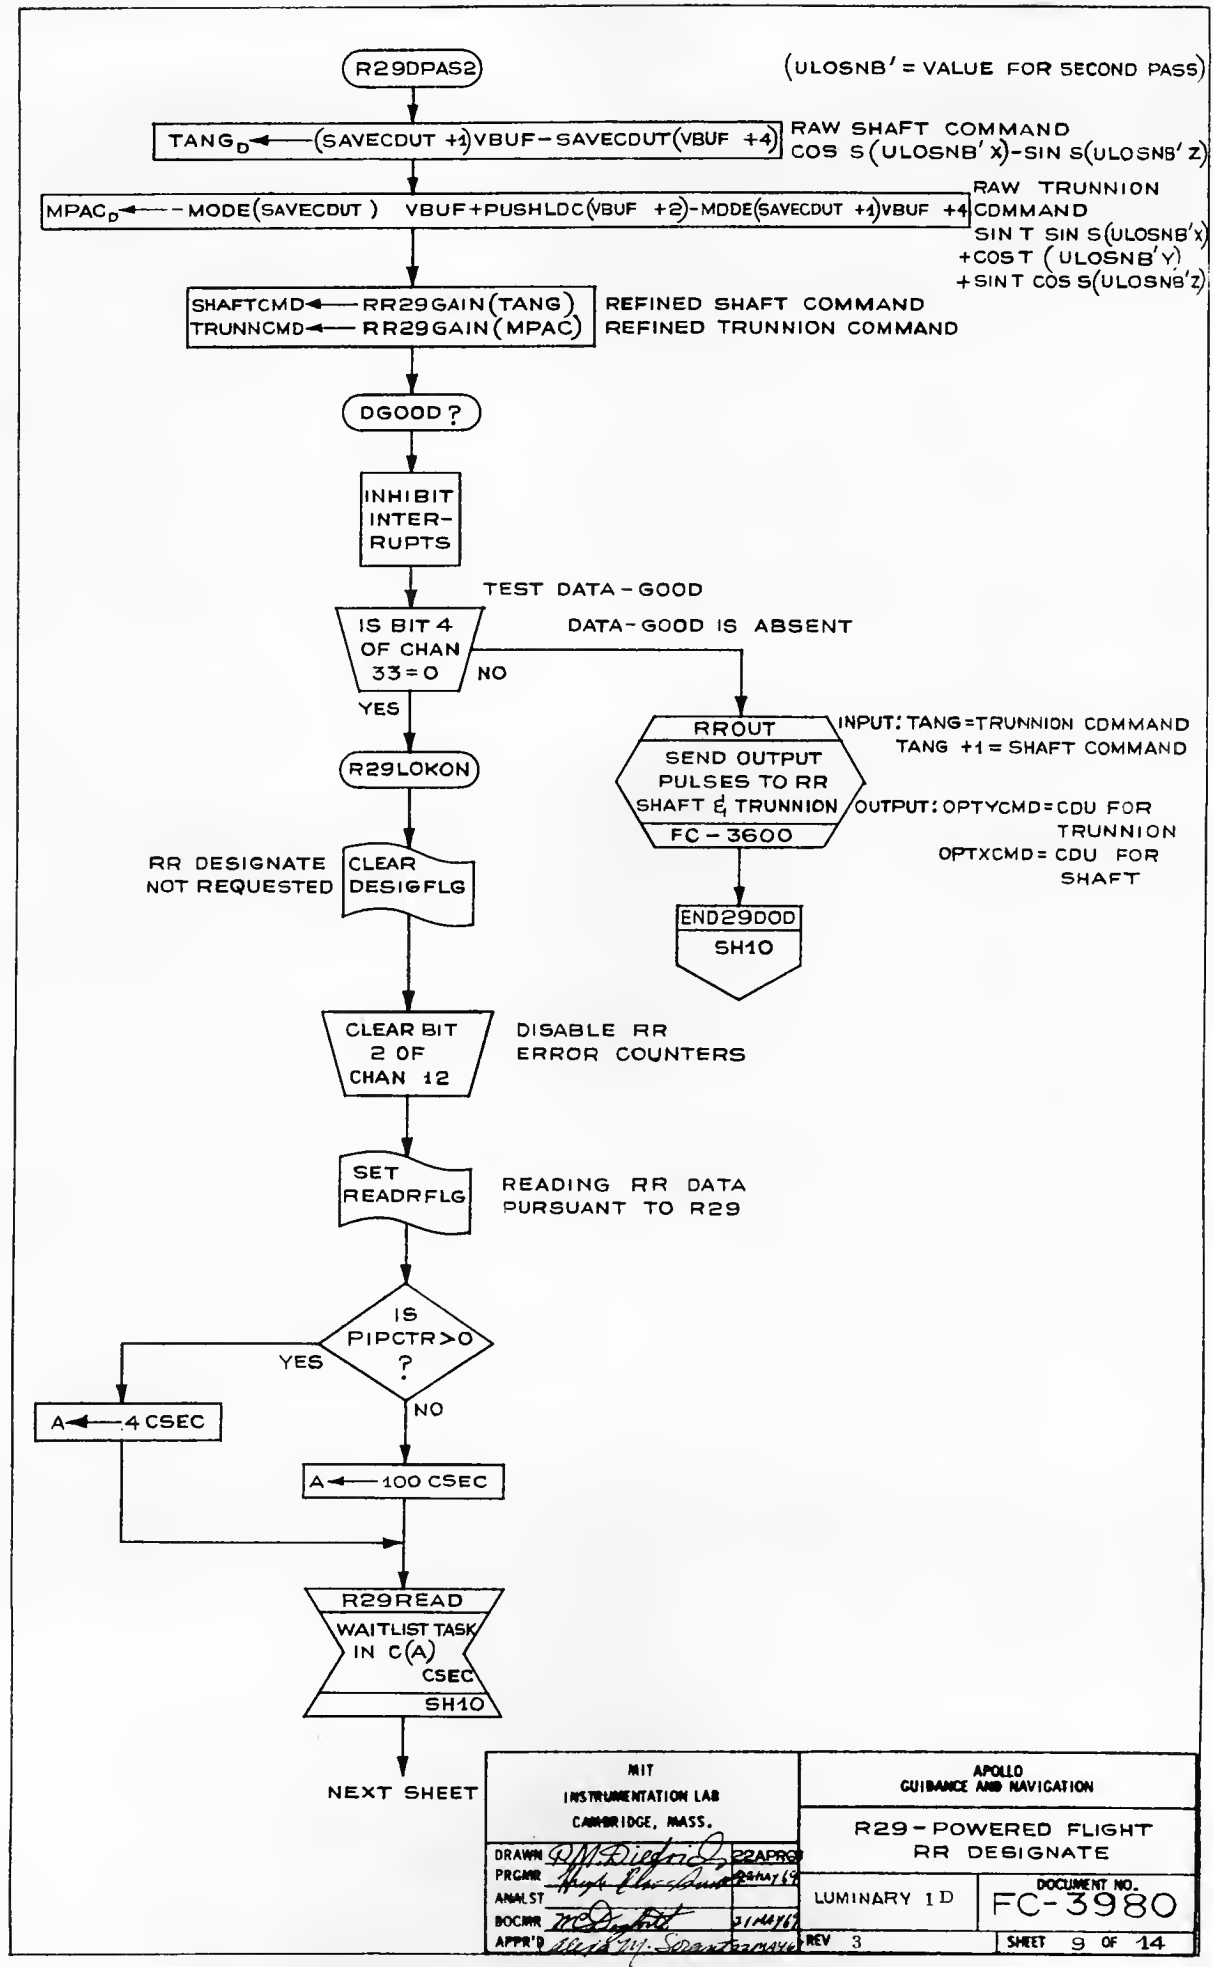 R29DPAS2
(ULOSNB' = VALUE FOR SECOND PASS)
TANG_D ← (SAVECDUT +1)VBUF-SAVECDUT(VBUF +4)
RAW SHAFT COMMAND
COS S(ULOSNB'X)-SIN S(ULOSNB'Z)
MPAC_D ← -MODE(SAVECDUT) VBUF+PUSHLOC(VBUF +2)-MODE(SAVECDUT +1)VBUF +4
RAW TRUNNION
COMMAND
SIN T SIN S(ULOSNB'X)
+COST (ULOSNB'Y)
+SINT COS S(ULOSNB'Z)
SHAFTCMD ← RR29GAIN(TANG)
TRUNNCMD ← RR29GAIN(MPAC)
REFINED SHAFT COMMAND
REFINED TRUNNION COMMAND
DGOOD?
INHIBIT
INTER-
RUPTS
TEST DATA-GOOD
IS BIT 4
OF CHAN
33=0
DATA-GOOD IS ABSENT
NO
YES
RROUT
SEND OUTPUT
PULSES TO RR
SHAFT & TRUNNION
FC-3600
INPUT: TANG=TRUNNION COMMAND
TANG +1 = SHAFT COMMAND
OUTPUT: OPTYCMD=CDU FOR
TRUNNION
OPTXCMD= CDU FOR
SHAFT
R29LOKON
RR DESIGNATE
NOT REQUESTED
CLEAR
DESIGFLG
END29DOD
SH10
CLEAR BIT
2 OF
CHAN 12
DISABLE RR
ERROR COUNTERS
SET
READRFLG
READING RR DATA
PURSUANT TO R29
IS
PIPCTR>0
?
YES
NO
A ← 4 CSEC
A ← 100 CSEC
R29READ
WAITLIST TASK
IN C(A)
CSEC
SH10
NEXT SHEET
MIT
INSTRUMENTATION LAB
CAMBRIDGE, MASS.
APOLLO
GUIDANCE AND NAVIGATION
R29-POWERED FLIGHT
RR DESIGNATE
DRAWN
PRGMR
ANALST
DOCMR
APPR'D
LUMINARY 1D
DOCUMENT NO.
FC-3980
REV 3
SHEET 9 OF 14